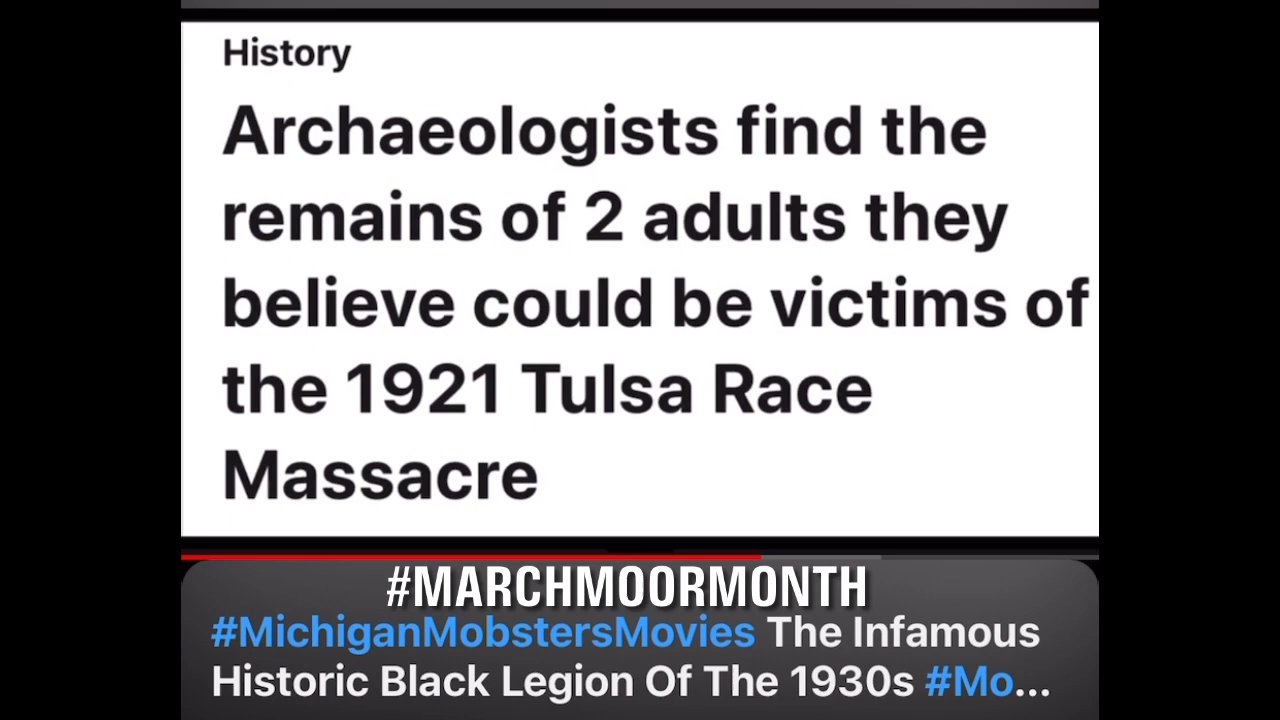 History
Archaeologists find the
remains of 2 adults they
believe could be victims of
the 1921 Tulsa Race
Massacre
#MARCHMOORMONTH
#MichiganMobstersMovies The Infamous
Historic Black Legion Of The 1930s #Mo...